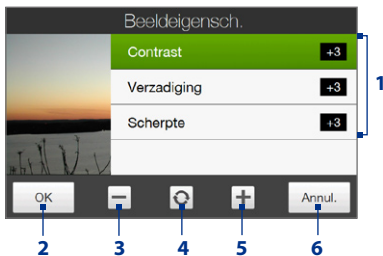 Beeldeigensch.
Contrast +3
1
Verzadiging +3
Scherpte +3
OK − + Annul.
2 3 4 5 6